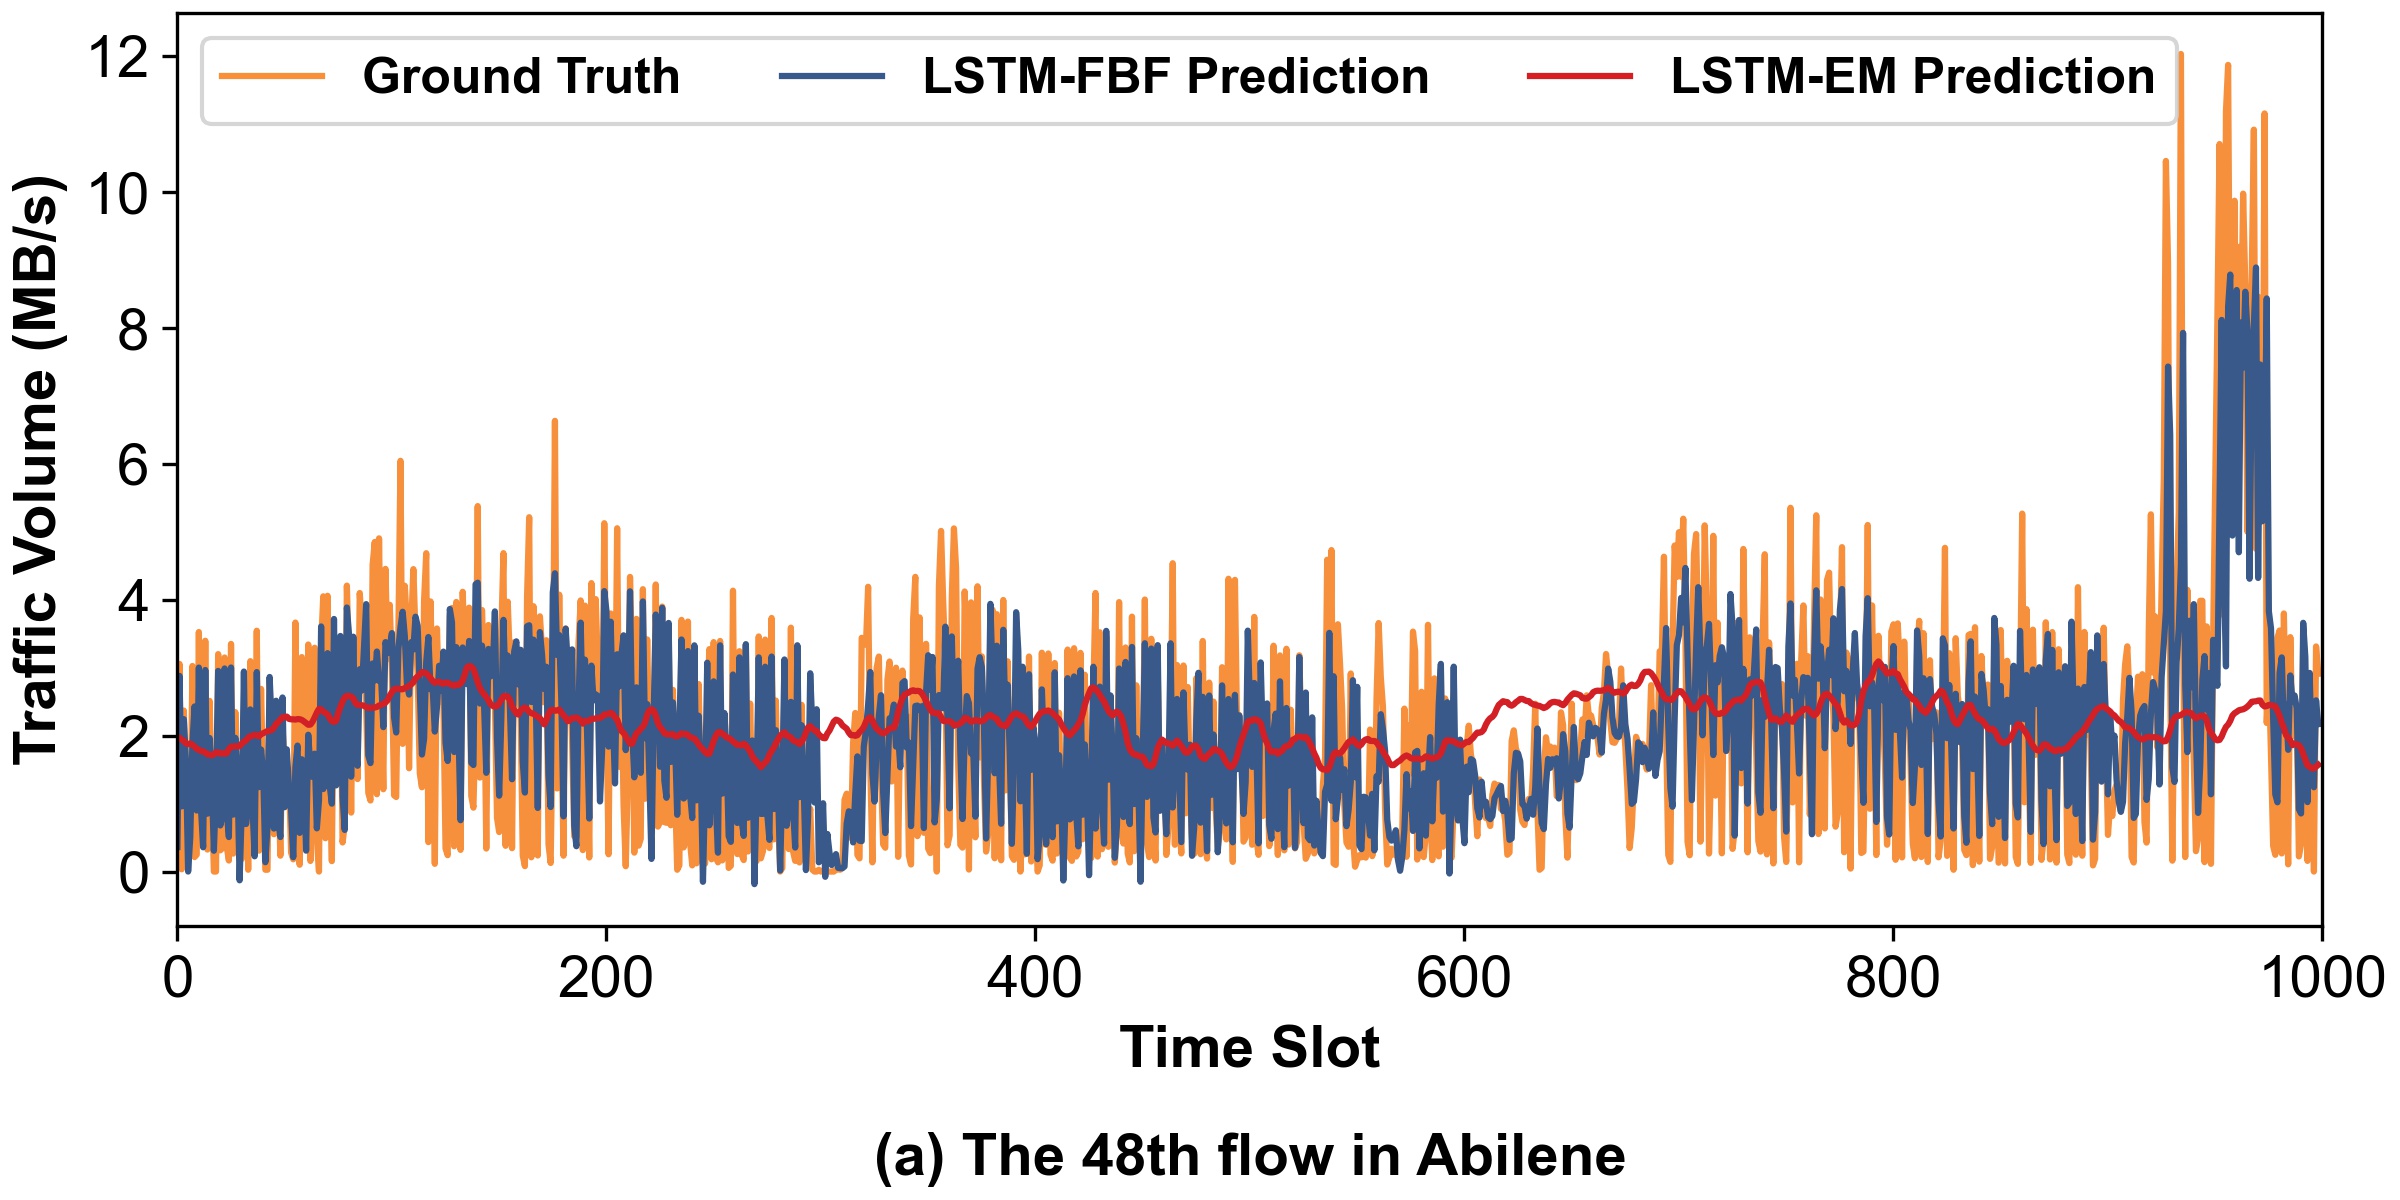 Ground Truth LSTM-FBF Prediction LSTM-EM Prediction
Traffic Volume (MB/s)
12
10
8
6
4
2
0
0 200 400 600 800 1000
Time Slot
(a) The 48th flow in Abilene